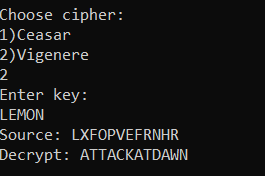 Choose cipher:
1)Ceasar
2)Vigenere
2
Enter key:
LEMON
Source: LXFOPVEFRNHR
Decrypt: ATTACKATDAWN